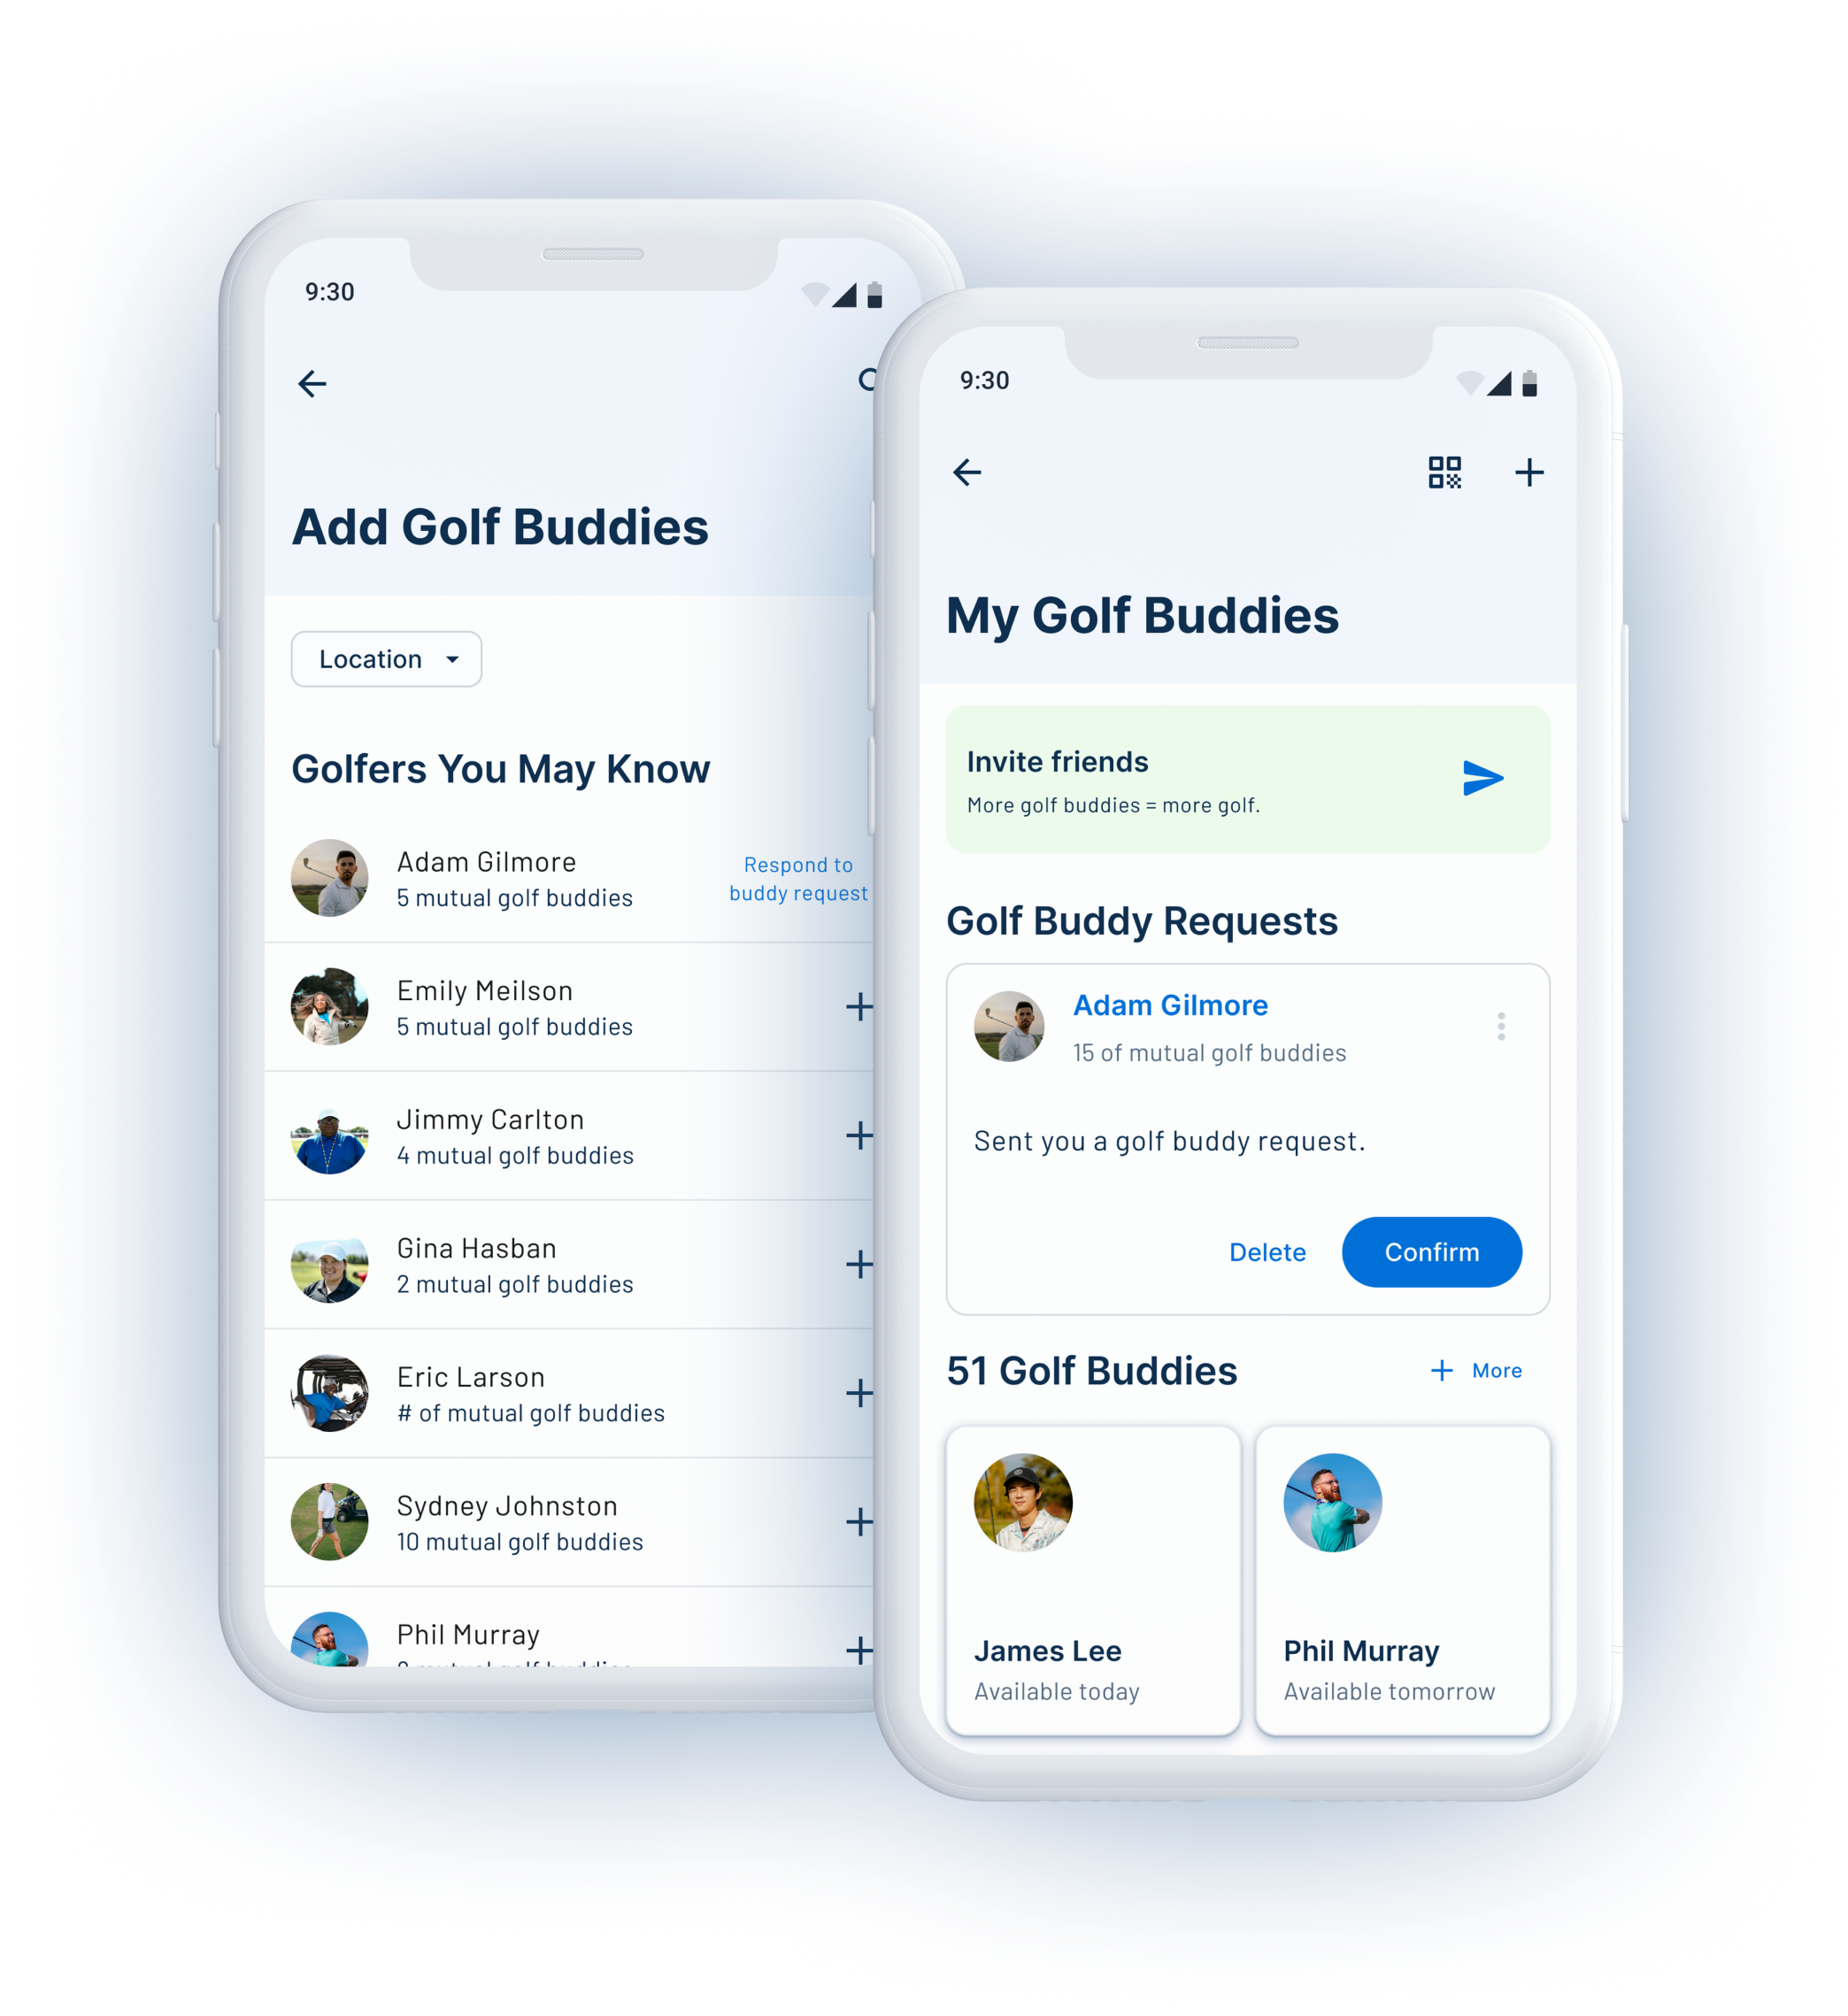 9:30
Add Golf Buddies
Location
Golfers You May Know
Adam Gilmore
5 mutual golf buddies
Respond to
buddy request
Emily Meilson
5 mutual golf buddies
Jimmy Carlton
4 mutual golf buddies
Gina Hasban
2 mutual golf buddies
Eric Larson
# of mutual golf buddies
Sydney Johnston
10 mutual golf buddies
Phil Murray
mutual golf buddies
9:30
My Golf Buddies
Invite friends
More golf buddies = more golf.
Golf Buddy Requests
Adam Gilmore
15 of mutual golf buddies
Sent you a golf buddy request.
Delete
Confirm
51 Golf Buddies
+ More
James Lee
Available today
Phil Murray
Available tomorrow